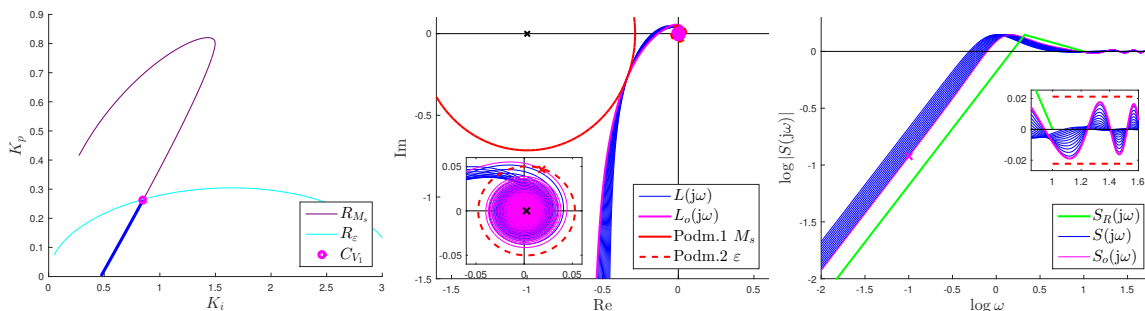 0.9
0.8
0.7
0.6
0.5
0.4
0.3
0.2
0.1
0
0 0.5 1 1.5 2 2.5 3
K_p
K_i
R_{M_s}
R_ε
C_{V_1}
0
-0.5
-1
-1.5
-1.5 -1 -0.5 0 0.5
Im
Re
0.05
0
-0.05
-0.05 0 0.05
L(jω)
L_o(jω)
Podm.1 M_s
Podm.2 ε
0
-0.5
-1
-1.5
-2
-2 -1.5 -1 -0.5 0 0.5 1 1.5
log |S(jω)|
log ω
0.02
0
-0.02
1 1.2 1.4 1.6
S_R(jω)
S(jω)
S_o(jω)